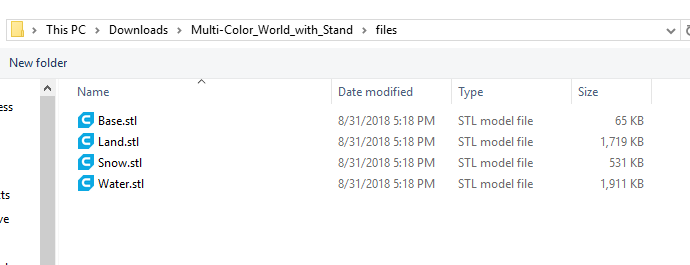 This PC > Downloads > Multi-Color_World_with_Stand > files
New folder
Name Date modified Type Size
ess
Base.stl 8/31/2018 5:18 PM STL model file 65 KB
Land.stl 8/31/2018 5:18 PM STL model file 1,719 KB
Snow.stl 8/31/2018 5:18 PM STL model file 531 KB
Water.stl 8/31/2018 5:18 PM STL model file 1,911 KB
ts
ve